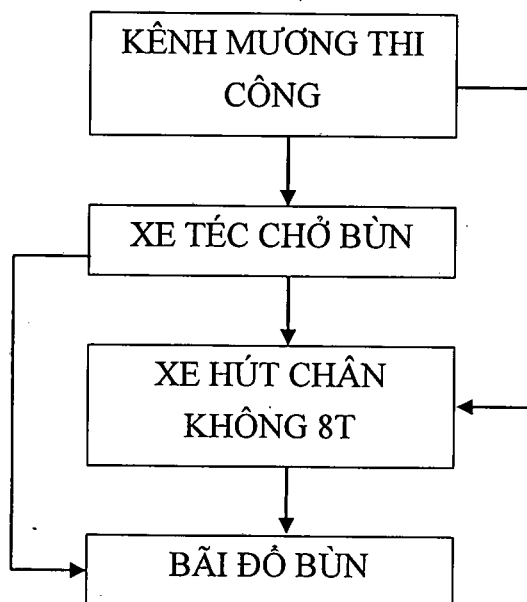 KÊNH MƯƠNG THI
CÔNG
XE TÉC CHỞ BÙN
XE HÚT CHÂN
KHÔNG 8T
BÃI ĐỔ BÙN